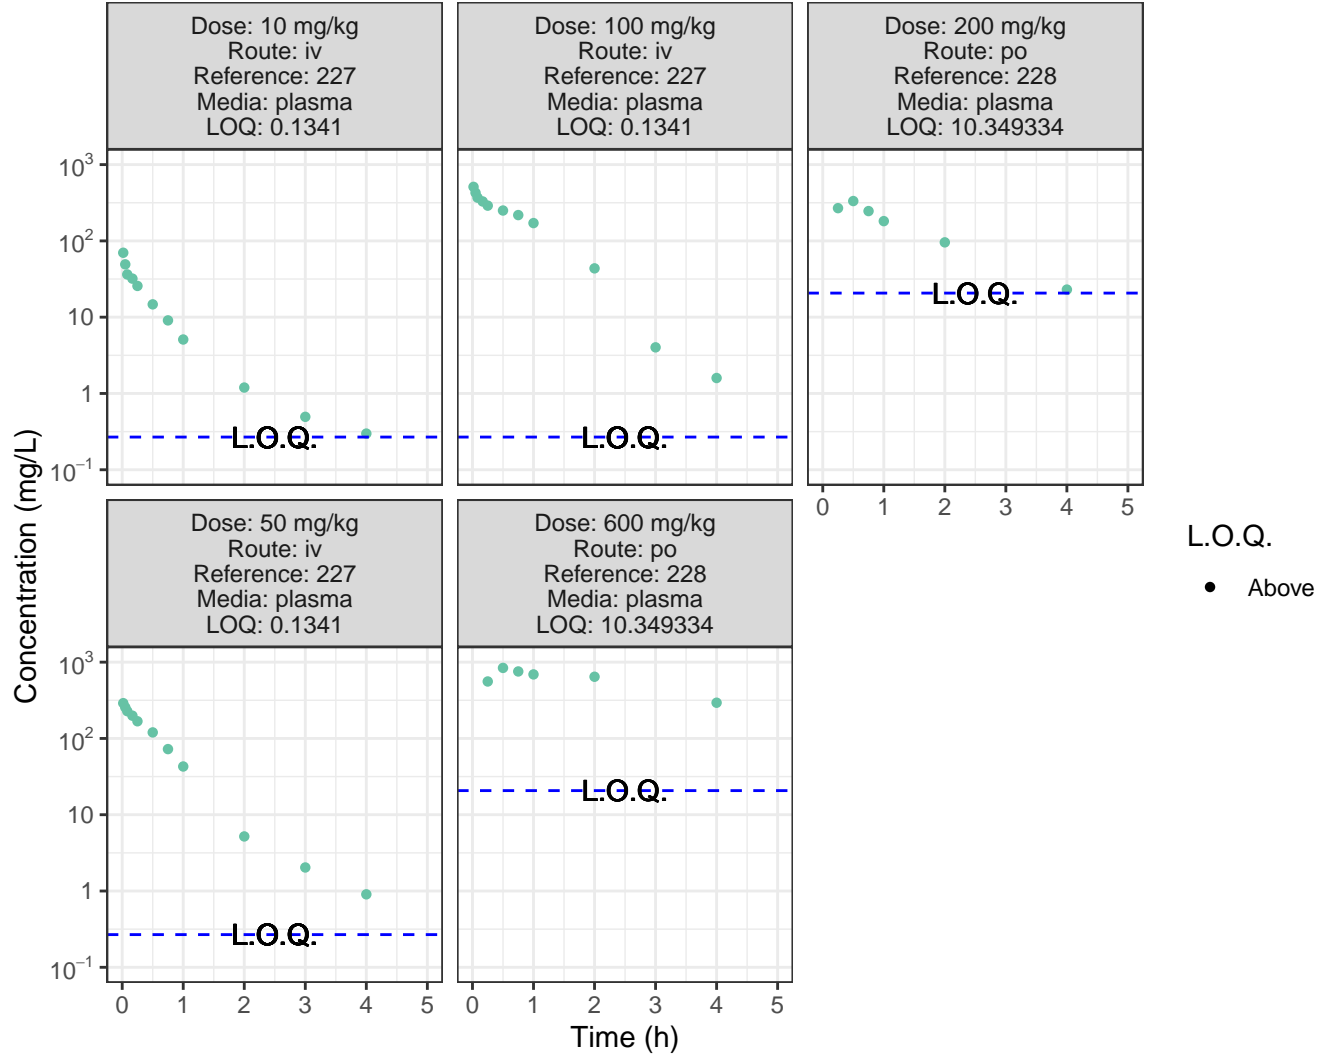 Dose: 10 mg/kg
Route: iv
Reference: 227
Media: plasma
LOQ: 0.1341
Dose: 100 mg/kg
Route: iv
Reference: 227
Media: plasma
LOQ: 0.1341
Dose: 200 mg/kg
Route: po
Reference: 228
Media: plasma
LOQ: 10.349334
10³
10²
10
1
10⁻¹
L.O.Q.
L.O.Q.
L.O.Q.
0 1 2 3 4 5
Dose: 50 mg/kg
Route: iv
Reference: 227
Media: plasma
LOQ: 0.1341
Dose: 600 mg/kg
Route: po
Reference: 228
Media: plasma
LOQ: 10.349334
10³
10²
10
1
10⁻¹
L.O.Q.
L.O.Q.
0 1 2 3 4 5
0 1 2 3 4 5
Time (h)
Concentration (mg/L)
L.O.Q.
Above